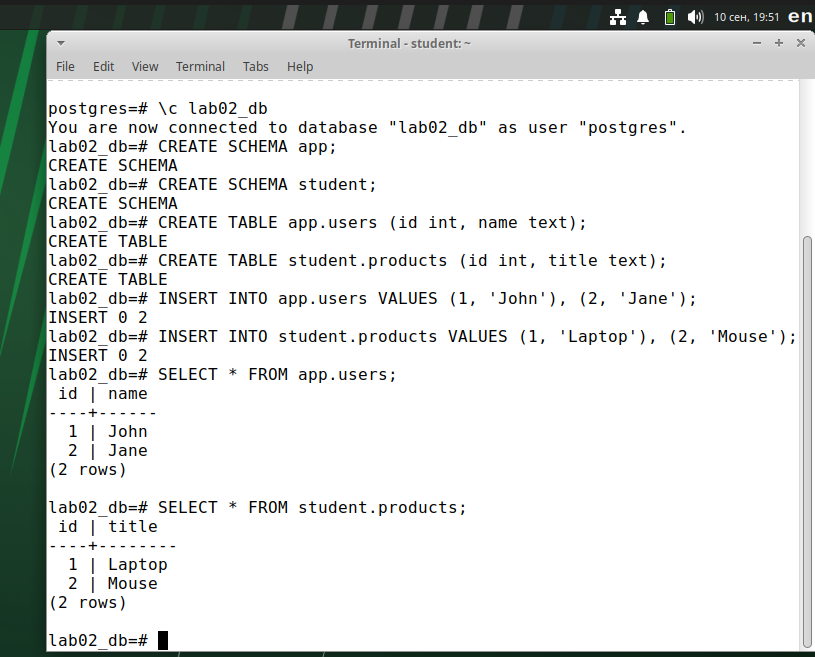 10 сен, 19:51 en
Terminal - student: ~
File Edit View Terminal Tabs Help
postgres=# \c lab02_db
You are now connected to database "lab02_db" as user "postgres".
lab02_db=# CREATE SCHEMA app;
CREATE SCHEMA
lab02_db=# CREATE SCHEMA student;
CREATE SCHEMA
lab02_db=# CREATE TABLE app.users (id int, name text);
CREATE TABLE
lab02_db=# CREATE TABLE student.products (id int, title text);
CREATE TABLE
lab02_db=# INSERT INTO app.users VALUES (1, 'John'), (2, 'Jane');
INSERT 0 2
lab02_db=# INSERT INTO student.products VALUES (1, 'Laptop'), (2, 'Mouse');
INSERT 0 2
lab02_db=# SELECT * FROM app.users;
 id | name
----+------
  1 | John
  2 | Jane
(2 rows)
lab02_db=# SELECT * FROM student.products;
 id | title
----+--------
  1 | Laptop
  2 | Mouse
(2 rows)
lab02_db=#